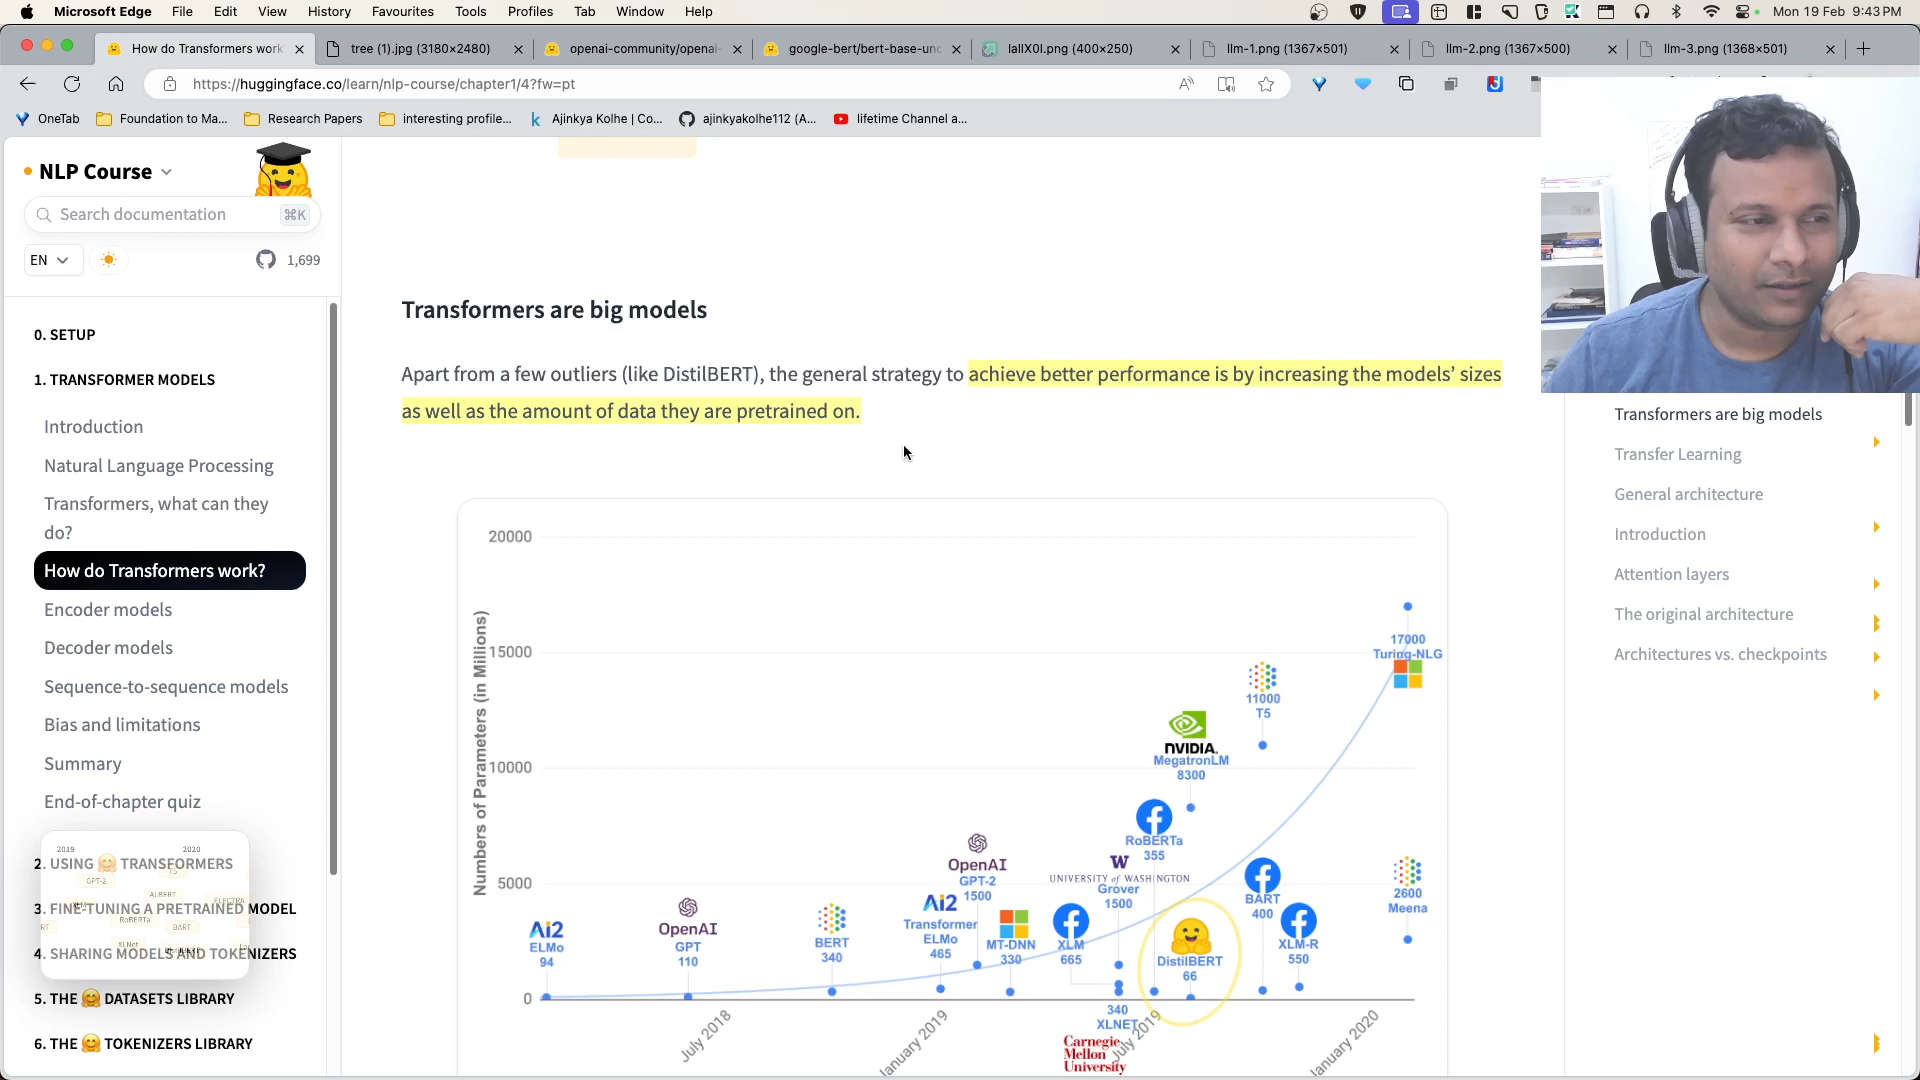 Microsoft Edge File Edit View History Favourites Tools Profiles Tab Window Help Mon 19 Feb 9:43 PM
How do Transformers work tree (1).jpg (3180×2480) openai-community/openai- google-bert/bert-base-unc IallX0I.png (400×250) llm-1.png (1367×501) llm-2.png (1367×500) llm-3.png (1368×501)
https://huggingface.co/learn/nlp-course/chapter1/4?fw=pt
OneTab Foundation to Ma... Research Papers interesting profile... Ajinkya Kolhe | Co... ajinkyakolhe112 (A... lifetime Channel a...
NLP Course
Search documentation ⌘K
EN 1,699
0. SETUP
1. TRANSFORMER MODELS
Introduction
Natural Language Processing
Transformers, what can they
do?
How do Transformers work?
Encoder models
Decoder models
Sequence-to-sequence models
Bias and limitations
Summary
End-of-chapter quiz
2019 2020
2. USING 🤗 TRANSFORMERS
T5
GPT-2
ALBERT
ELECTRA
3. FINE-TUNING A PRETRAINED MODEL
RoBERTa
BART
XLNet
4. SHARING MODELS AND TOKENIZERS
5. THE 🤗 DATASETS LIBRARY
6. THE 🤗 TOKENIZERS LIBRARY
Transformers are big models
Apart from a few outliers (like DistilBERT), the general strategy to achieve better performance is by increasing the models' sizes
as well as the amount of data they are pretrained on.
Numbers of Parameters (in Millions)
20000
15000
10000
5000
0
Ai2
ELMo
94
OpenAI
GPT
110
BERT
340
Ai2
Transformer
ELMo
465
OpenAI
GPT-2
1500
MT-DNN
330
XLM
665
W
UNIVERSITY of WASHINGTON
Grover
1500
340
XLNET
Carnegie
Mellon
University
RoBERTa
355
NVIDIA.
MegatronLM
8300
DistilBERT
66
11000
T5
BART
400
XLM-R
550
17000
Turing-NLG
2600
Meena
July 2018
January 2019
July 2019
January 2020
Transformers are big models
Transfer Learning
General architecture
Introduction
Attention layers
The original architecture
Architectures vs. checkpoints